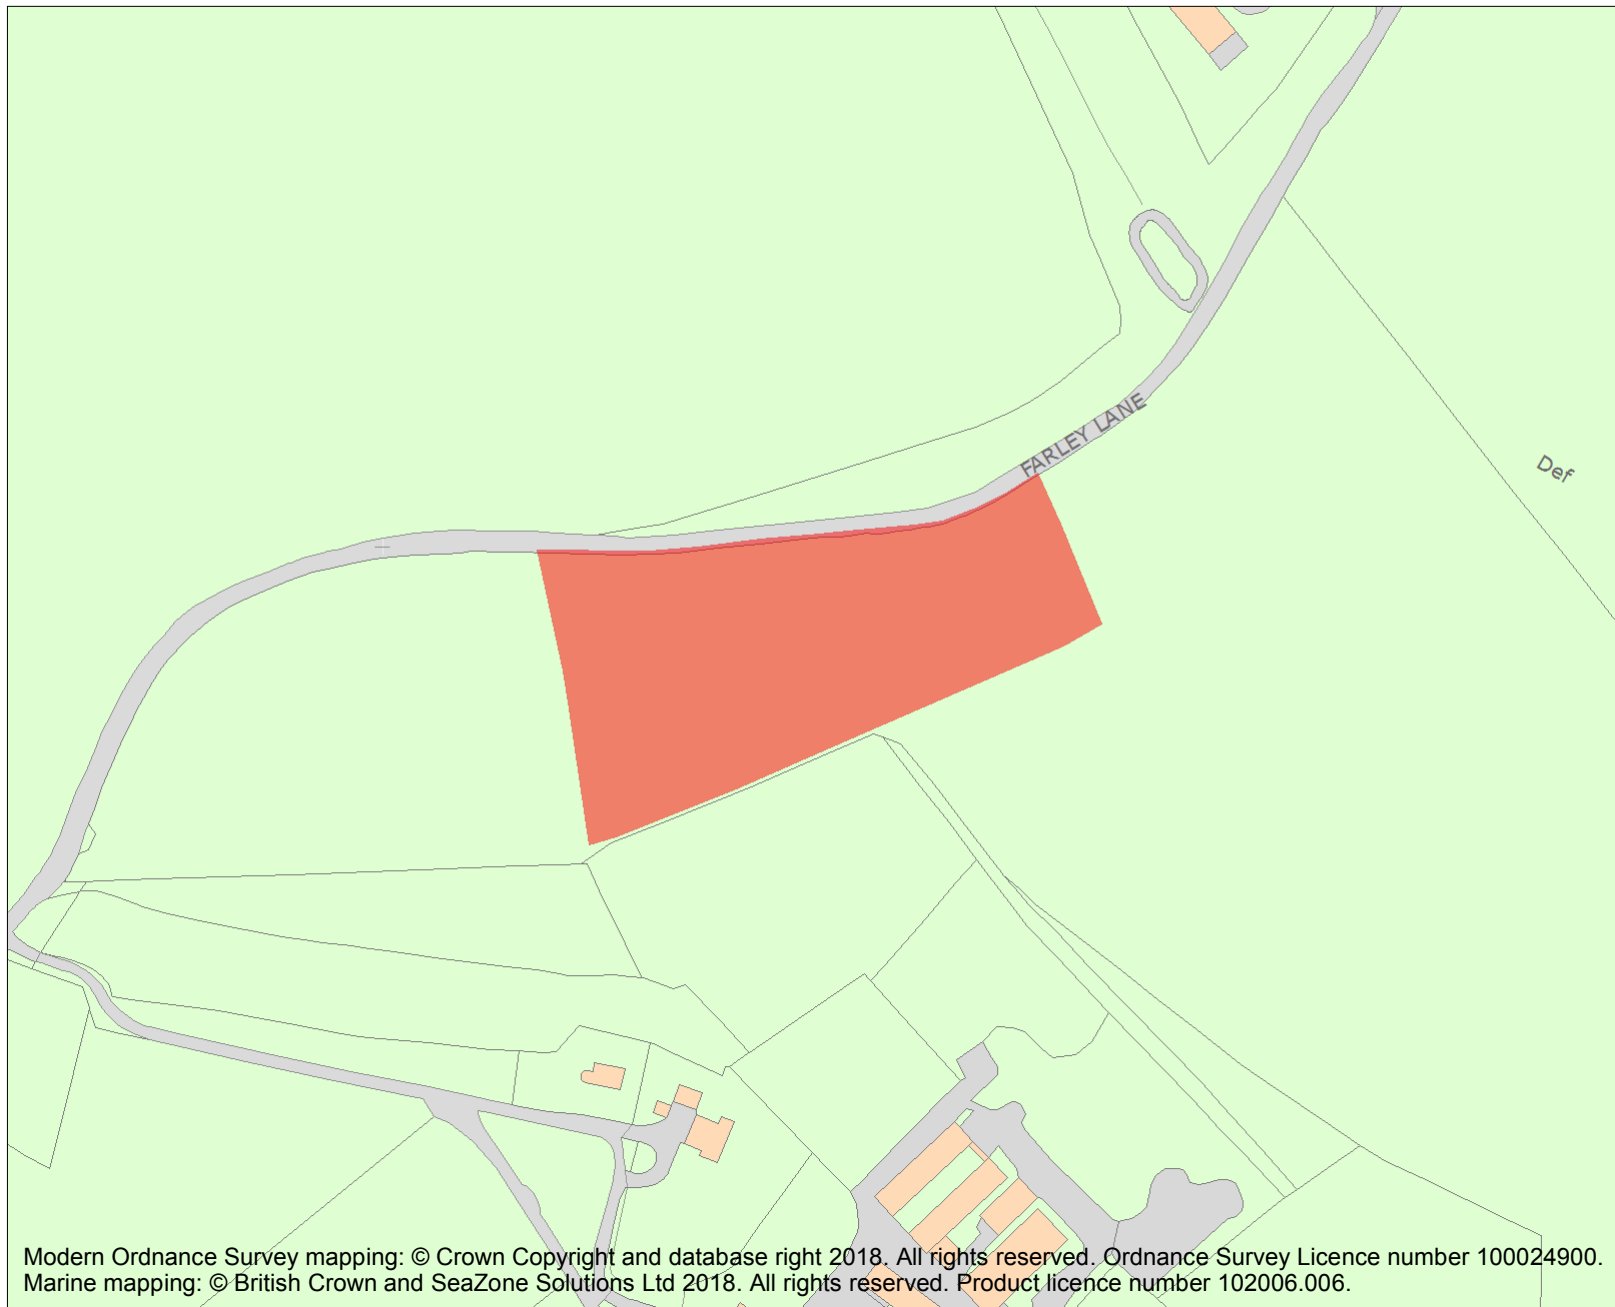 FARLEY LANE
Def
Modern Ordnance Survey mapping: © Crown Copyright and database right 2018. All rights reserved. Ordnance Survey Licence number 100024900.
Marine mapping: © British Crown and SeaZone Solutions Ltd 2018. All rights reserved. Product licence number 102006.006.